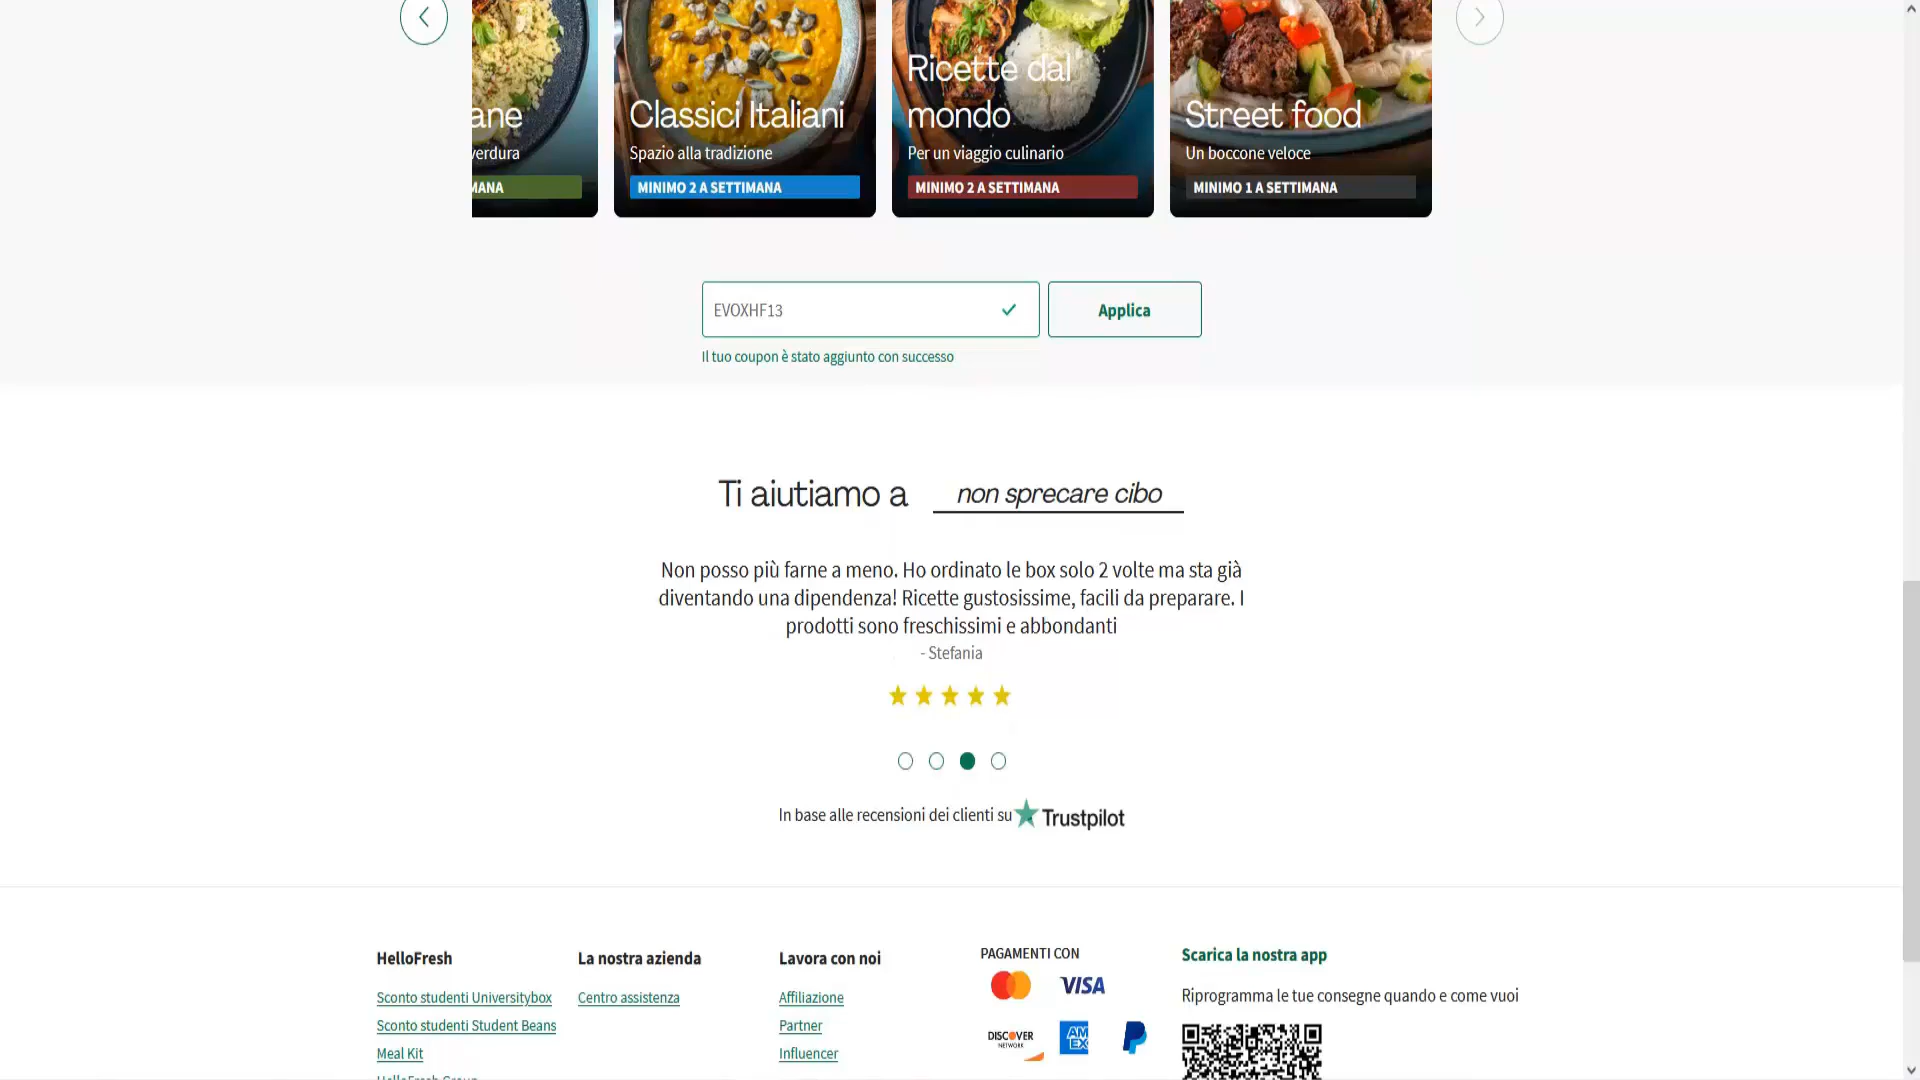 ane
verdura
MANA
Classici Italiani
Spazio alla tradizione
MINIMO 2 A SETTIMANA
Ricette dal
mondo
Per un viaggio culinario
MINIMO 2 A SETTIMANA
Street food
Un boccone veloce
MINIMO 1 A SETTIMANA
EVOXHF13
Applica
Il tuo coupon è stato aggiunto con successo
Ti aiutiamo a non sprecare cibo
Non posso più farne a meno. Ho ordinato le box solo 2 volte ma sta già
diventando una dipendenza! Ricette gustosissime, facili da preparare. I
prodotti sono freschissimi e abbondanti
- Stefania
In base alle recensioni dei clienti su Trustpilot
HelloFresh
Sconto studenti Universitybox
Sconto studenti Student Beans
Meal Kit
HelloFresh Group
La nostra azienda
Centro assistenza
Lavora con noi
Affiliazione
Partner
Influencer
PAGAMENTI CON
VISA
DISCOVER
NETWORK
AM
EX
Scarica la nostra app
Riprogramma le tue consegne quando e come vuoi